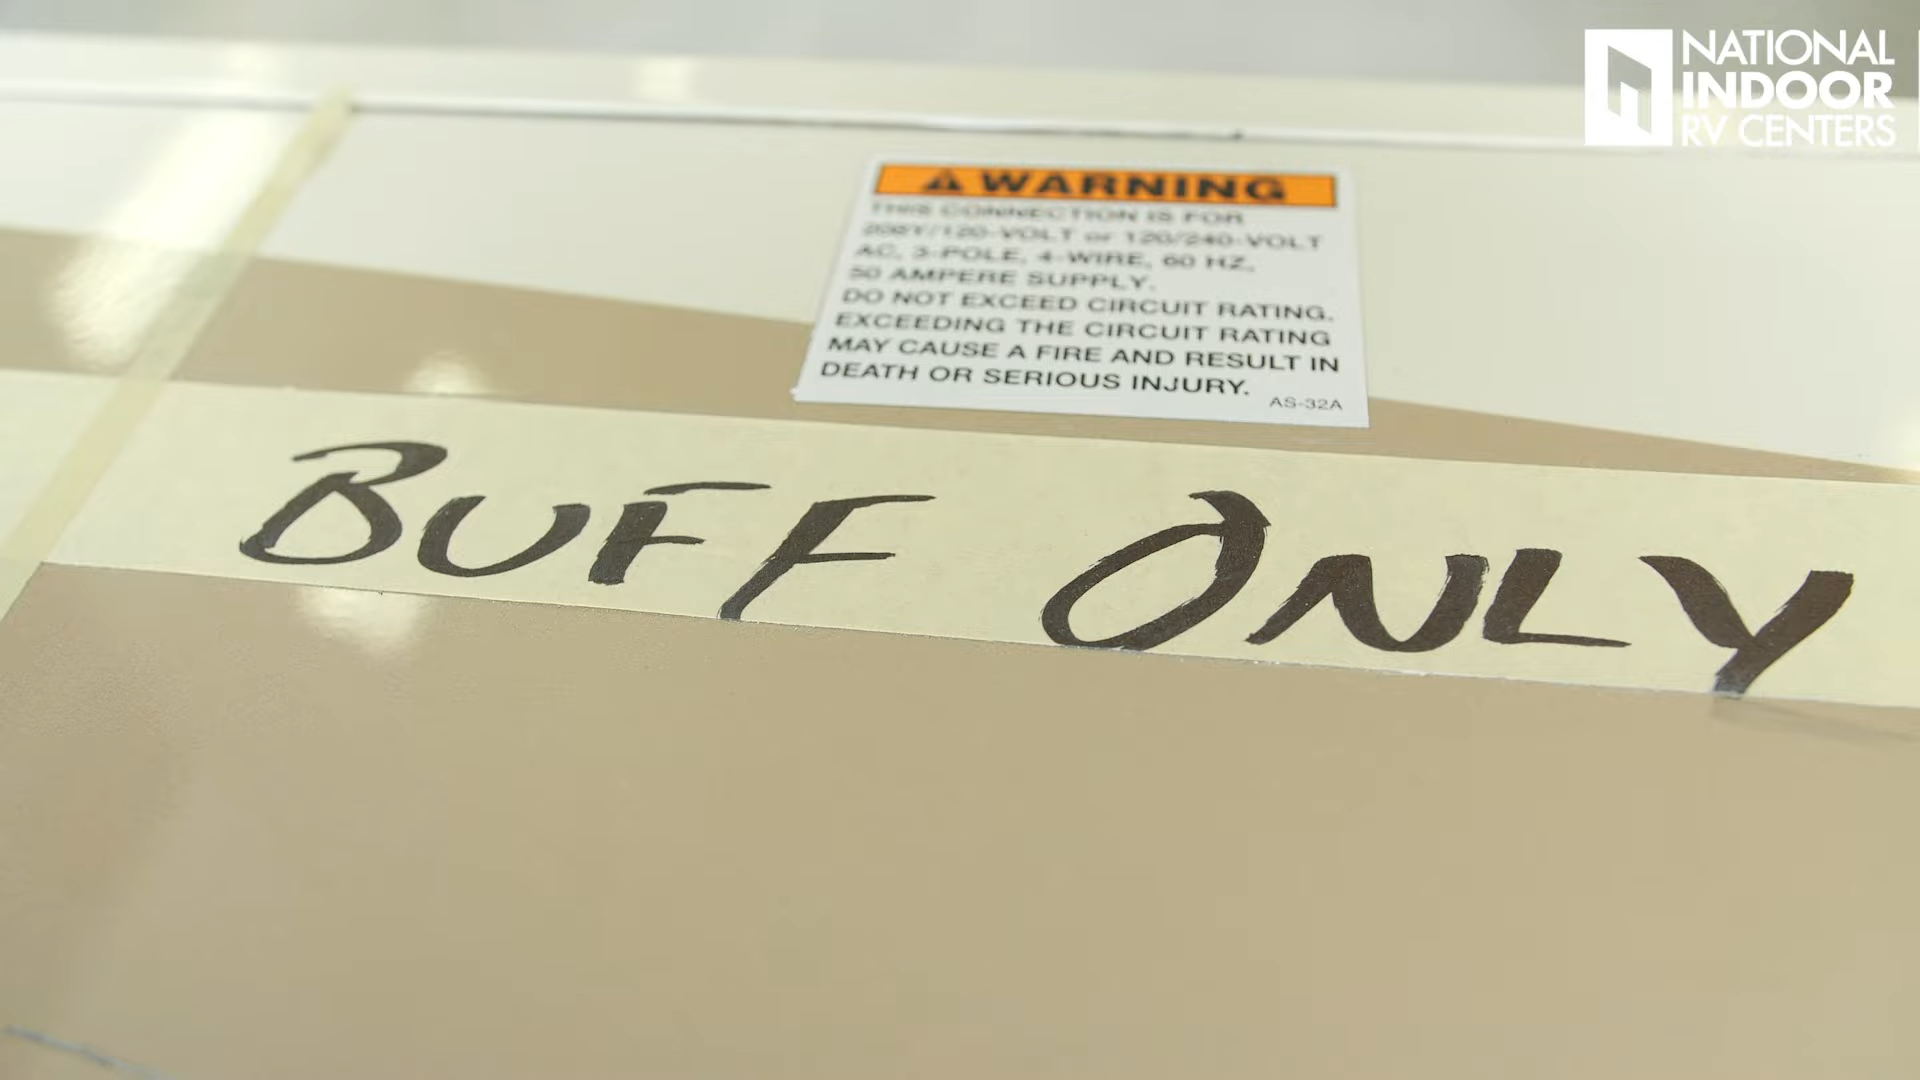 NATIONAL
INDOOR
RV CENTERS
WARNING
THIS CONNECTION IS FOR
208Y/120-VOLT or 120/240-VOLT
AC, 3-POLE, 4-WIRE, 60 HZ,
50 AMPERE SUPPLY.
DO NOT EXCEED CIRCUIT RATING.
EXCEEDING THE CIRCUIT RATING
MAY CAUSE A FIRE AND RESULT IN
DEATH OR SERIOUS INJURY.
AS-32A
BUFF ONLY